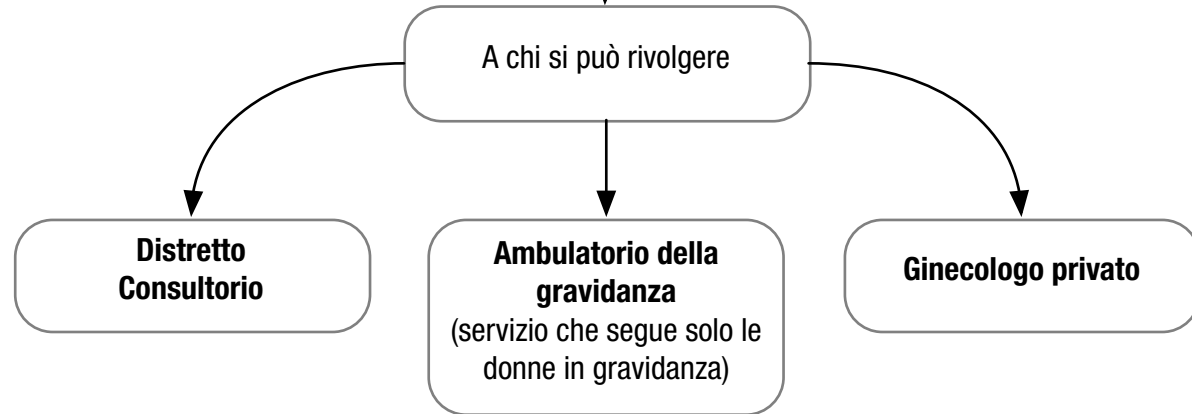 A chi si può rivolgere
Distretto
Consultorio
Ambulatorio della
gravidanza
(servizio che segue solo le
donne in gravidanza)
Ginecologo privato